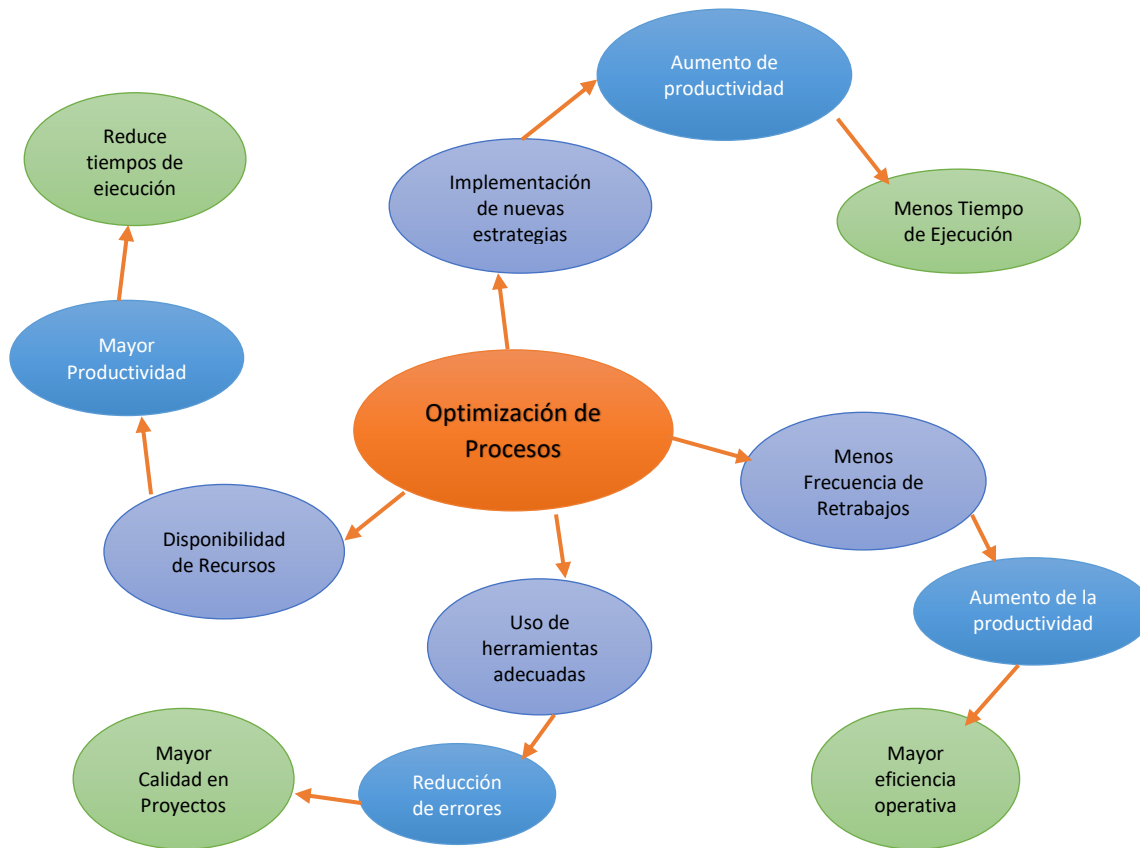 Aumento de
productividad
Reduce
tiempos de
ejecución
Implementación
de nuevas
estrategias
Menos Tiempo
de Ejecución
Mayor
Productividad
Optimización de
Procesos
Menos
Frecuencia de
Retrabajos
Disponibilidad
de Recursos
Aumento de la
productividad
Uso de
herramientas
adecuadas
Mayor
Calidad en
Proyectos
Reducción
de errores
Mayor
eficiencia
operativa